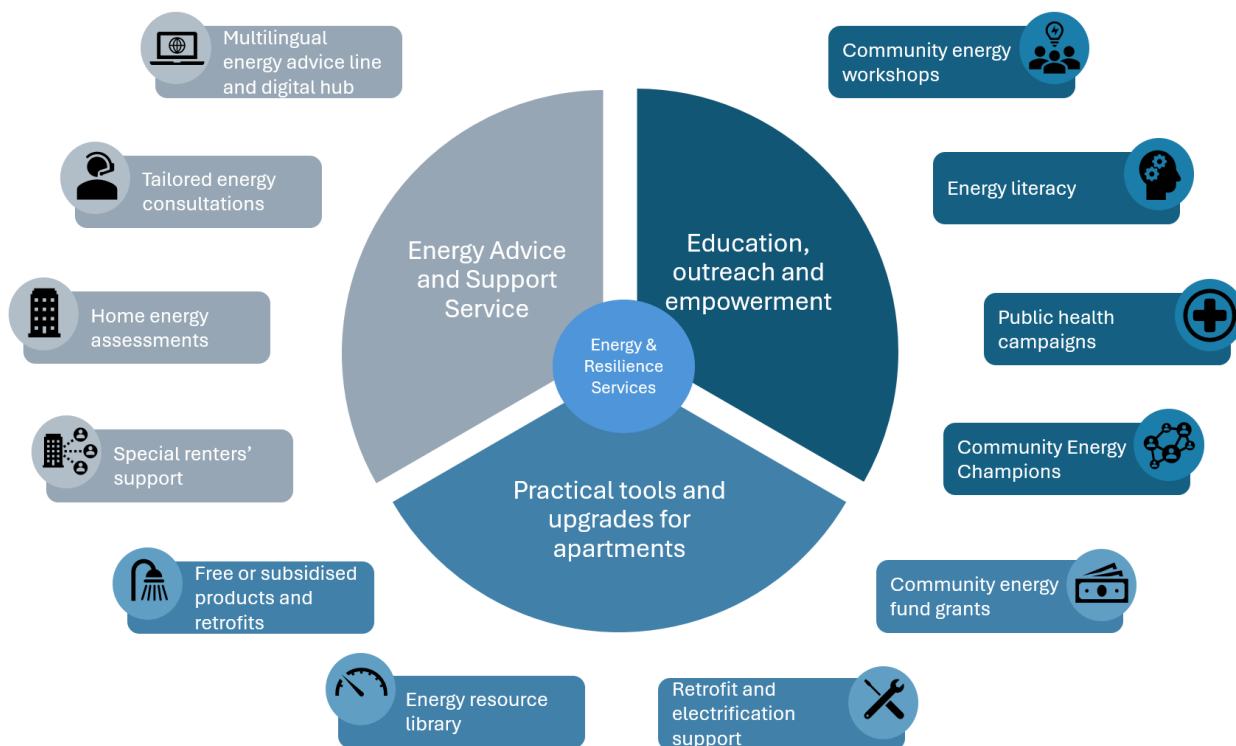 Multilingual
energy advice line
and digital hub
Tailored energy
consultations
Home energy
assessments
Special renters’
support
Energy Advice
and Support
Service
Education,
outreach and
empowerment
Energy &
Resilience
Services
Practical tools and
upgrades for
apartments
Community energy
workshops
Energy literacy
Public health
campaigns
Community Energy
Champions
Free or subsidised
products and
retrofits
Energy resource
library
Retrofit and
electrification
support
Community energy
fund grants